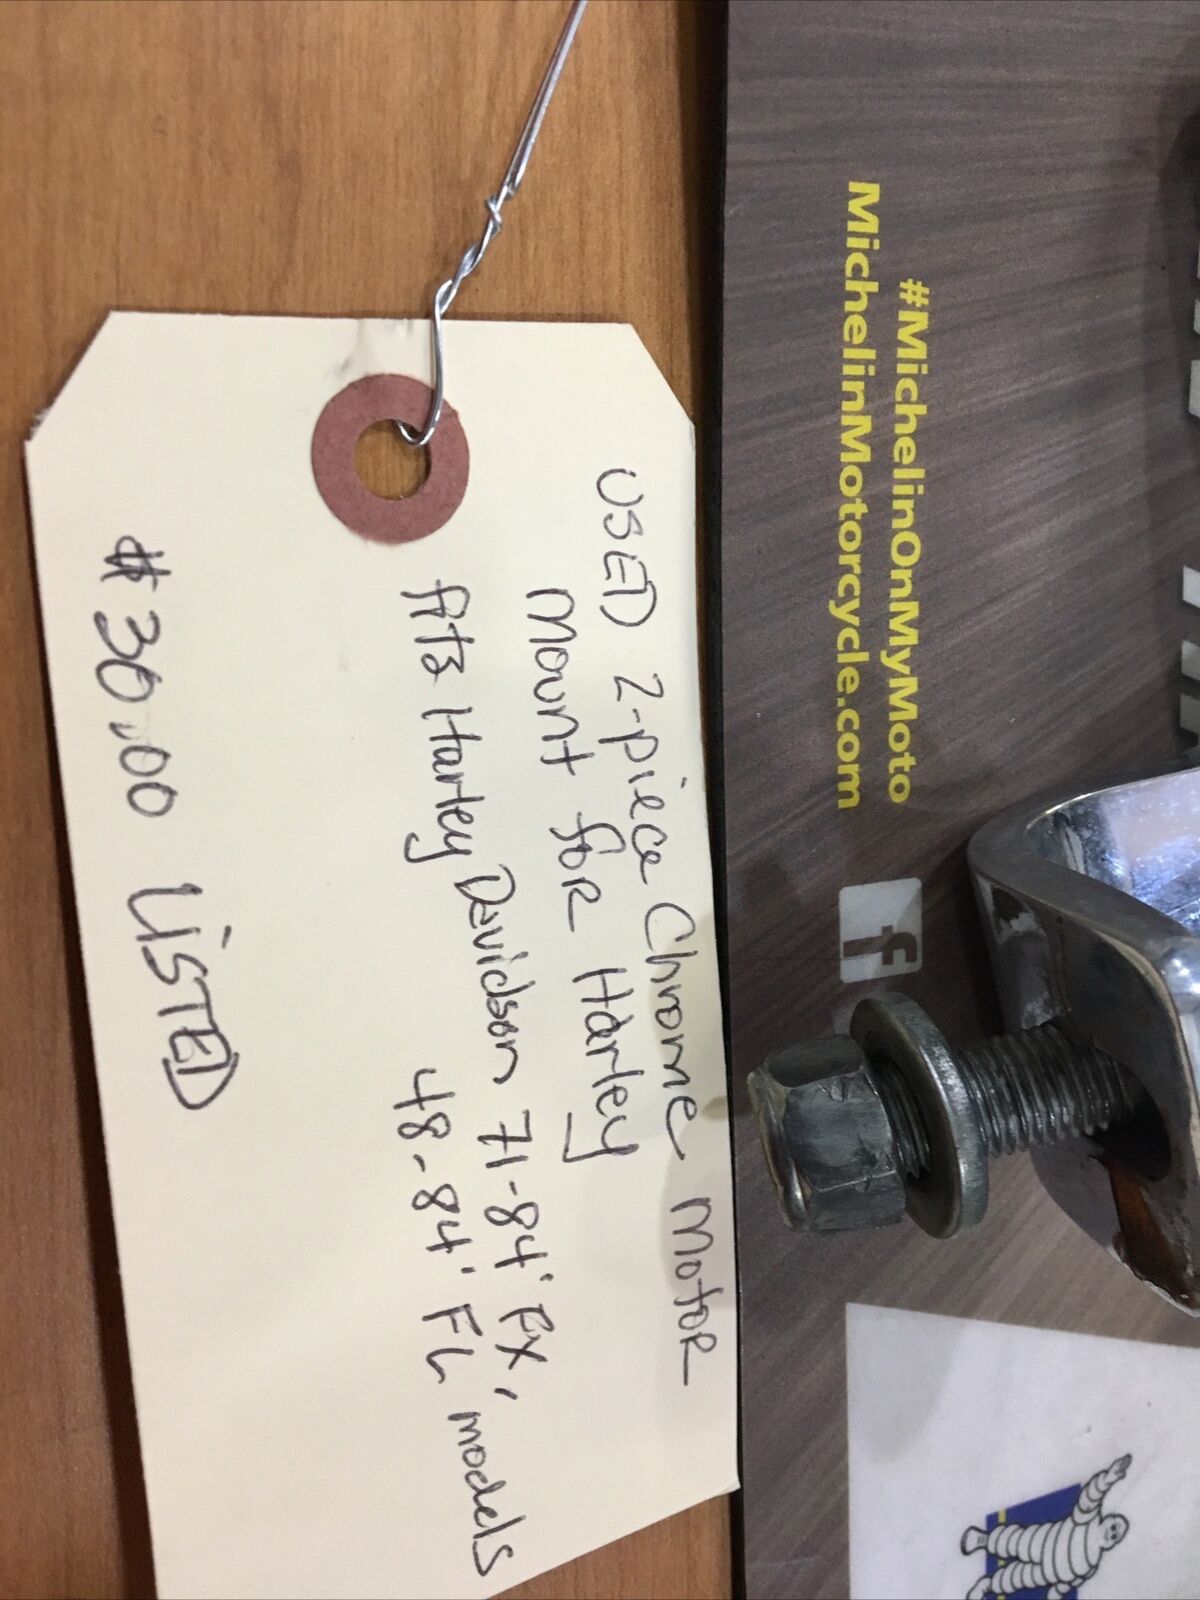 #MichelinOnMyMoto
MichelinMotorcycle.com
f
USED 2-piece Chrome Motor
Mount for Harley
fits Harley Davidson 71-84' FX,
48-84' FL models
$30.00 LISTED